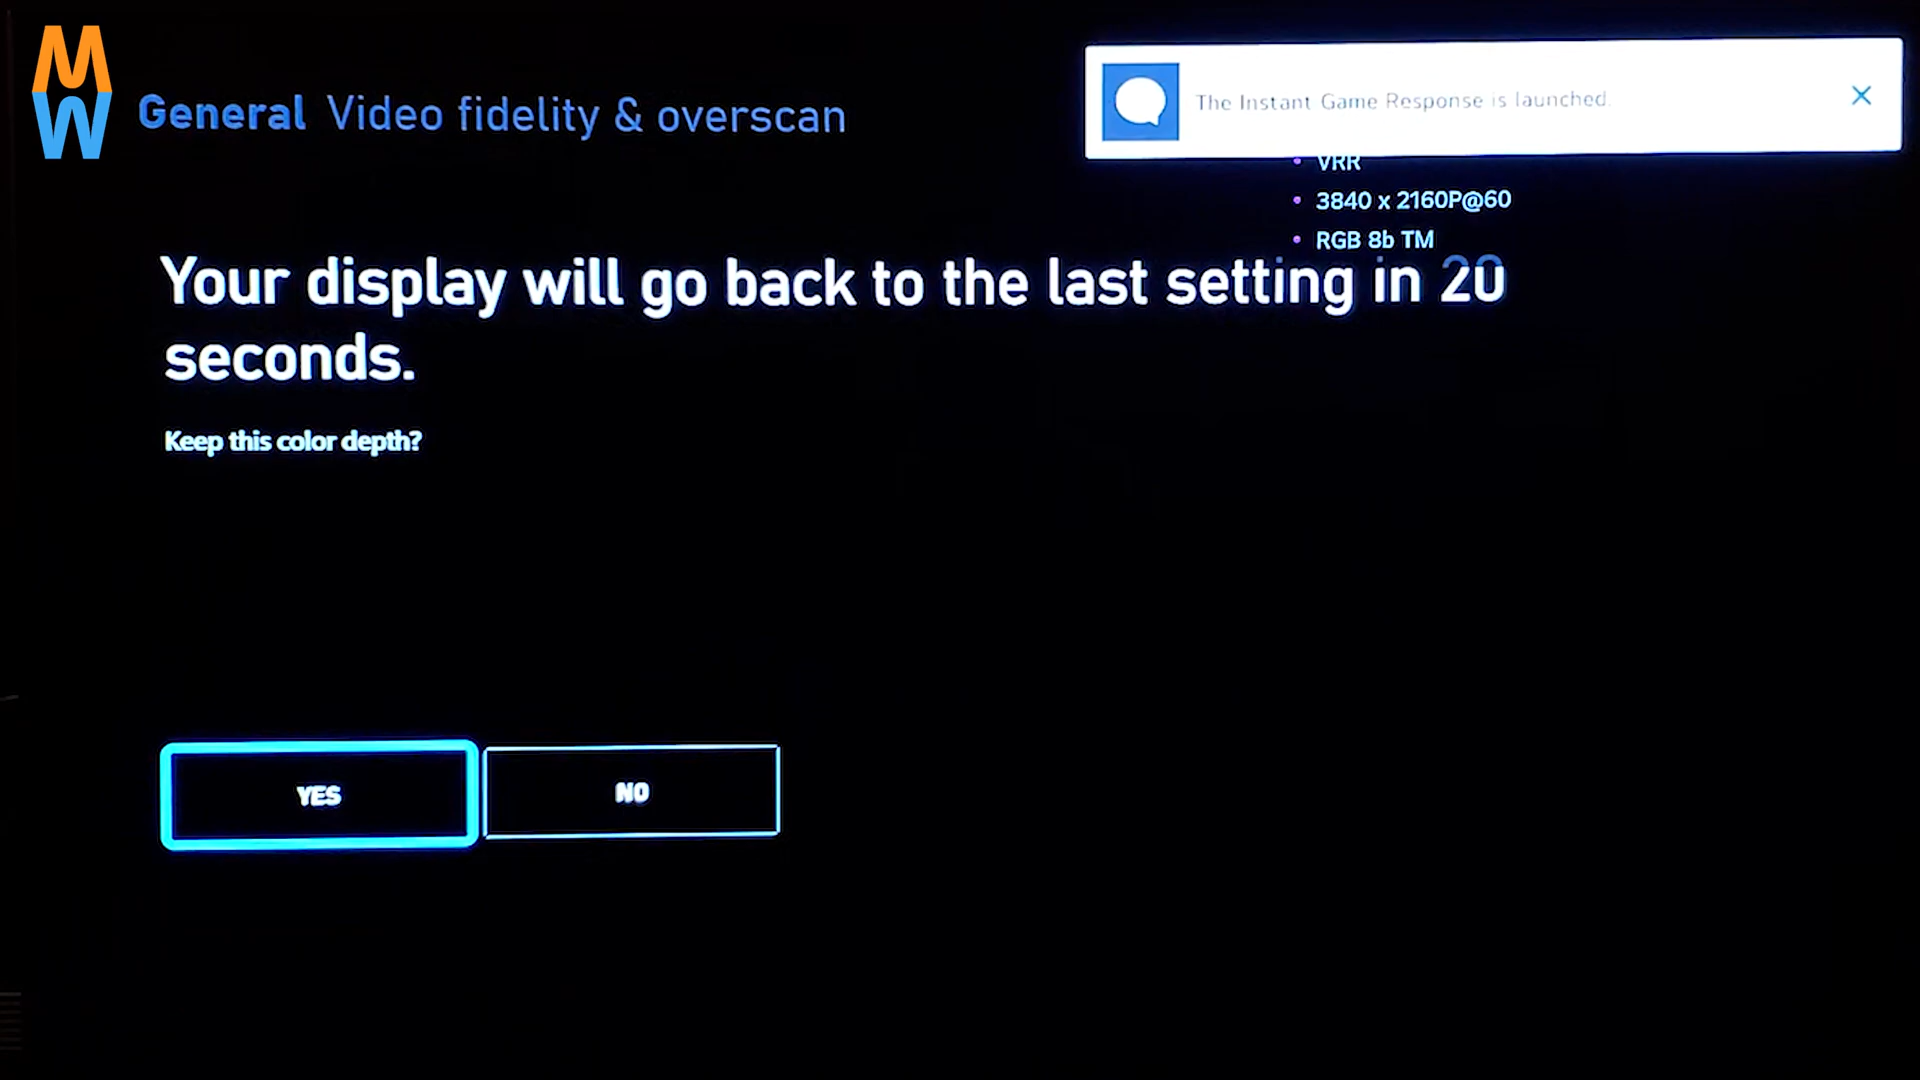 MW
General Video fidelity & overscan
The Instant Game Response is launched.
VRR
3840 x 2160P@60
RGB 8b TM
Your display will go back to the last setting in 20
seconds.
Keep this color depth?
YES
NO